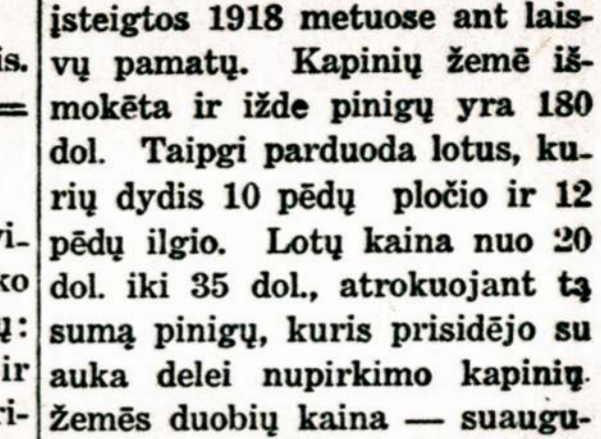 įsteigtos 1918 metuose ant lais-
vų pamatų. Kapinių žemė iš-
mokėta ir ižde pinigų yra 180
dol. Taipgi parduoda lotus, ku-
rių dydis 10 pėdų pločio ir 12
pėdų ilgio. Lotų kaina nuo 20
dol. iki 35 dol., atrokuojant tą
sumą pinigų, kuris prisidėjo su
auka delei nupirkimo kapinių
žemės duobių kaina — suaugu-